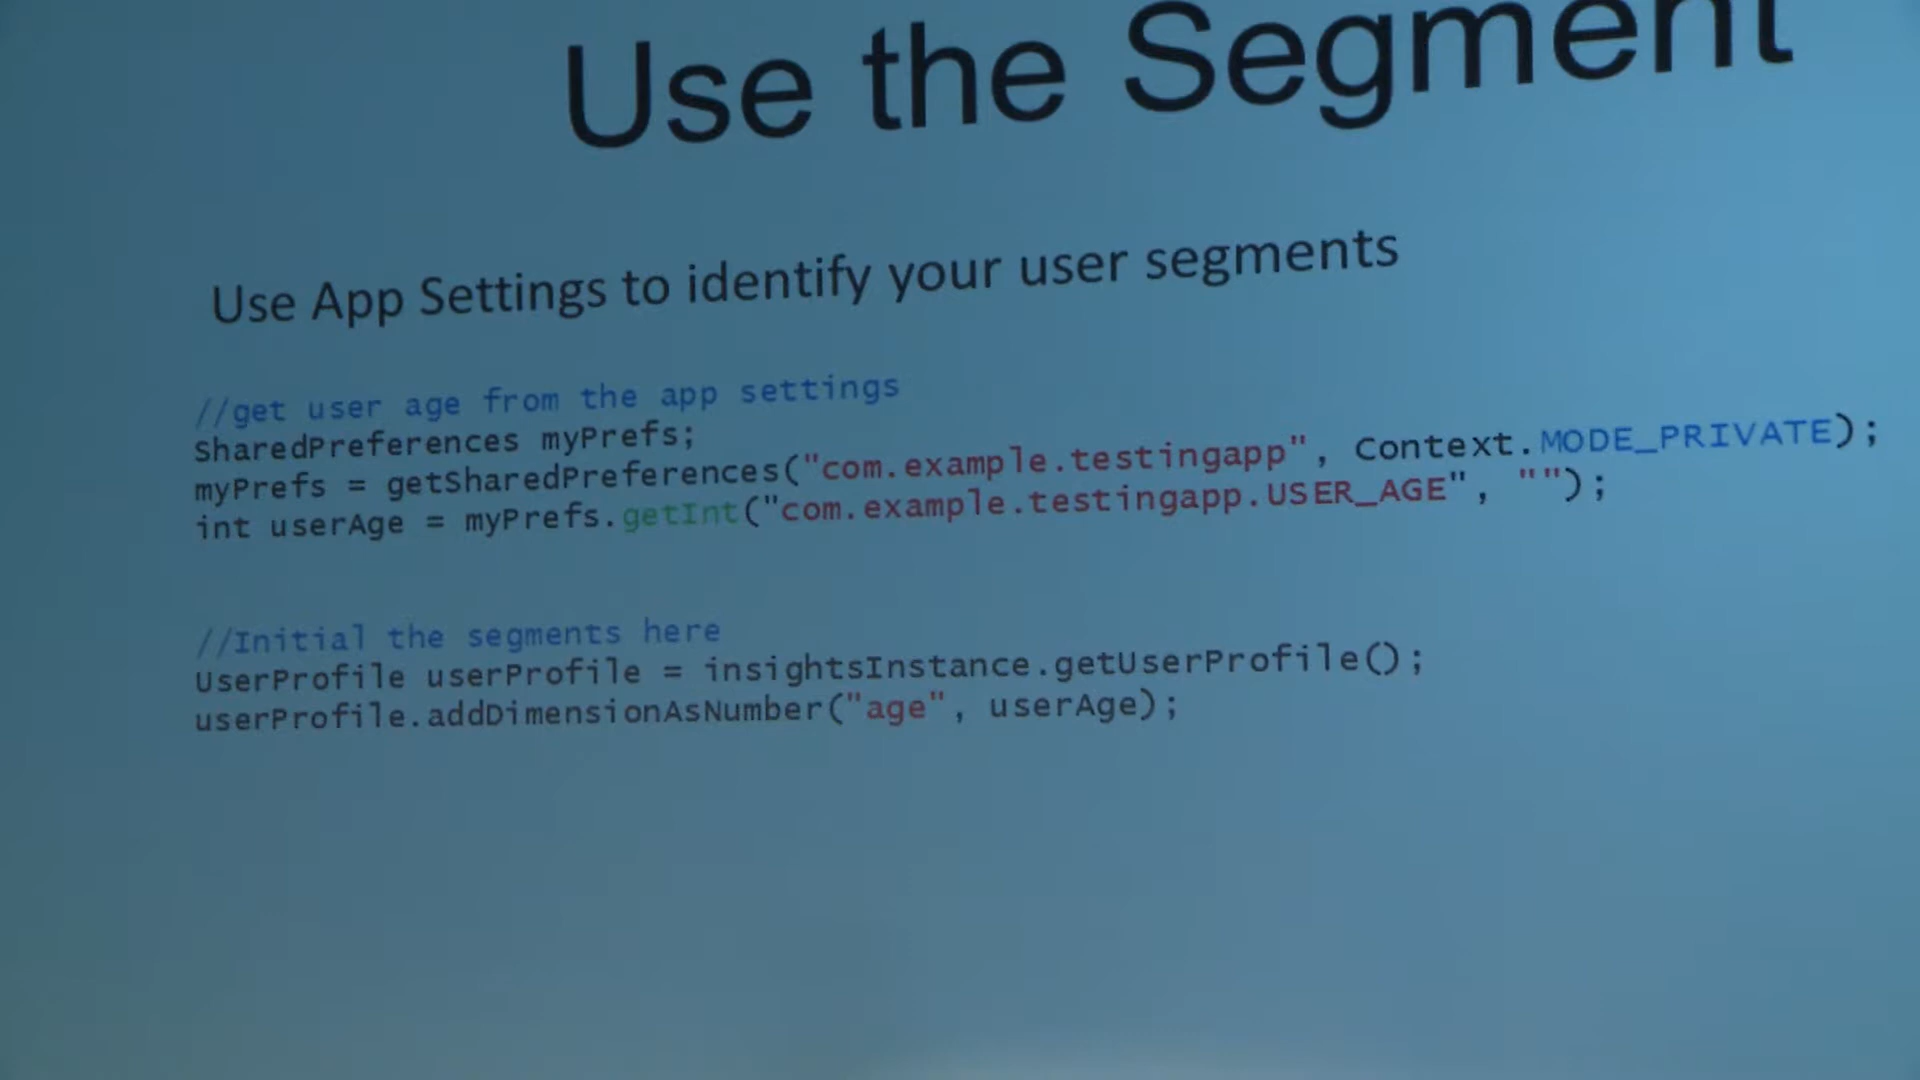 Use the Segment
Use App Settings to identify your user segments
//get user age from the app settings
SharedPreferences myPrefs;
myPrefs = getSharedPreferences("com.example.testingapp", Context.MODE_PRIVATE);
int userAge = myPrefs.getInt("com.example.testingapp.USER_AGE", "");
//Initial the segments here
UserProfile userProfile = insightsInstance.getUserProfile();
userProfile.addDimensionAsNumber("age", userAge);